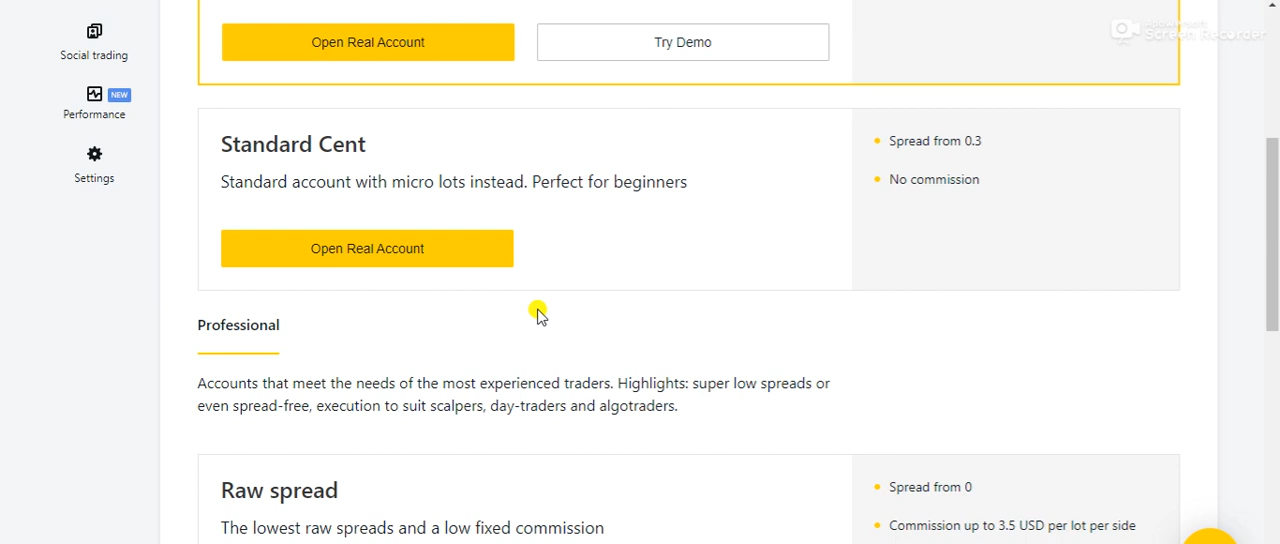 Social trading
NEW
Performance
Settings
Open Real Account
Try Demo
Screen Recorder
Standard Cent
Standard account with micro lots instead. Perfect for beginners
Open Real Account
Spread from 0.3
No commission
Professional
Accounts that meet the needs of the most experienced traders. Highlights: super low spreads or
even spread-free, execution to suit scalpers, day-traders and algotraders.
Raw spread
The lowest raw spreads and a low fixed commission
Spread from 0
Commission up to 3.5 USD per lot per side